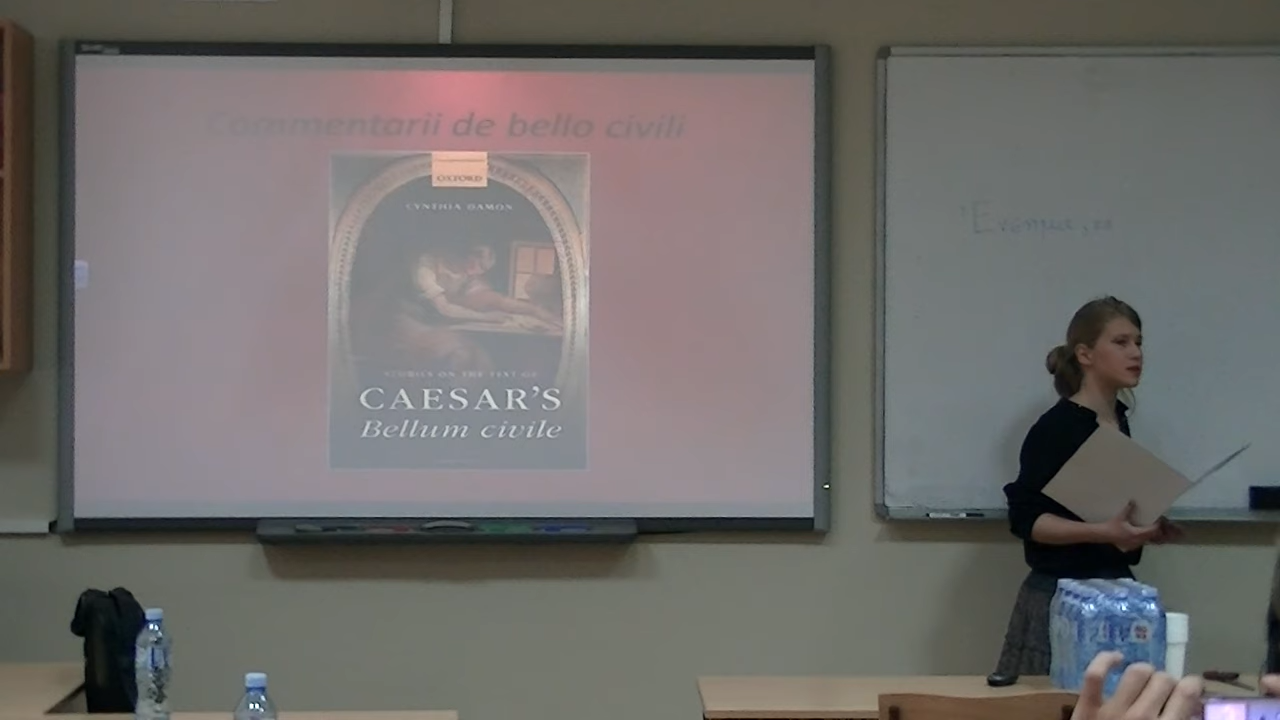 Commentarii de bello civili
OXFORD
CYNTHIA DAMON
STUDIES ON THE TEXT OF
CAESAR'S
Bellum civile